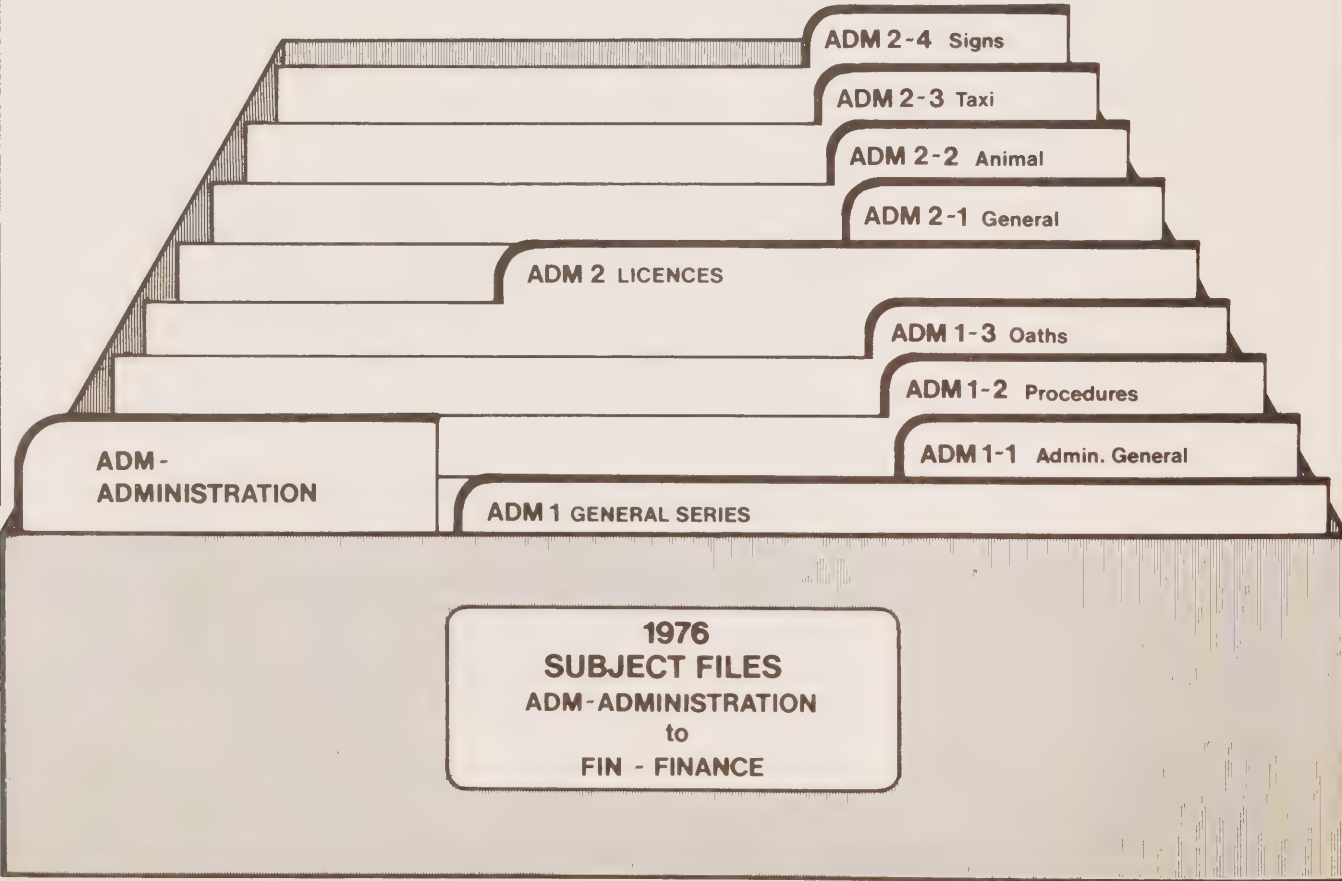 ADM 2-4 Signs
ADM 2-3 Taxi
ADM 2-2 Animal
ADM 2-1 General
ADM 2 LICENCES
ADM 1-3 Oaths
ADM 1-2 Procedures
ADM 1-1 Admin. General
ADM-
ADMINISTRATION
ADM 1 GENERAL SERIES
1976
SUBJECT FILES
ADM-ADMINISTRATION
to
FIN - FINANCE